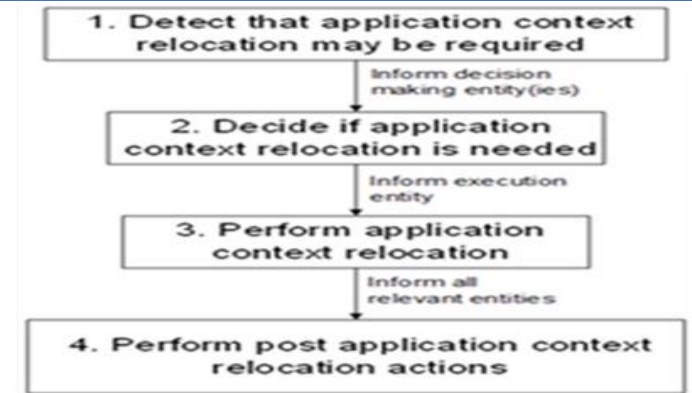 1. Detect that application context
relocation may be required
Inform decision
making entity(ies)
2. Decide if application
context relocation is needed
Inform execution
entity
3. Perform application
context relocation
Inform all
relevant entities
4. Perform post application context
relocation actions